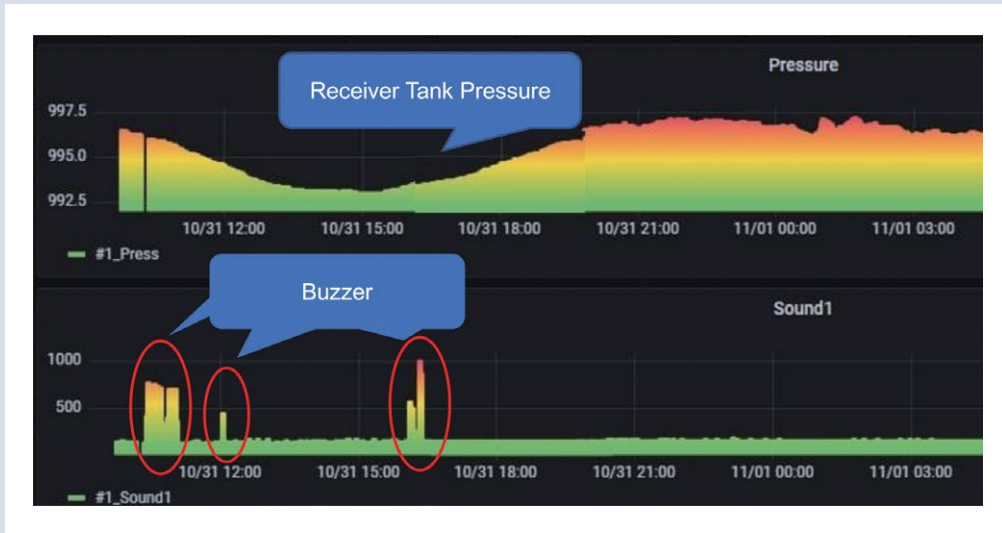 Pressure
Receiver Tank Pressure
997.5
995.0
992.5
10/31 12:00 10/31 15:00 10/31 18:00 10/31 21:00 11/01 00:00 11/01 03:00
#1_Press
Buzzer
Sound1
1000
500
10/31 12:00 10/31 15:00 10/31 18:00 10/31 21:00 11/01 00:00 11/01 03:00
#1_Sound1